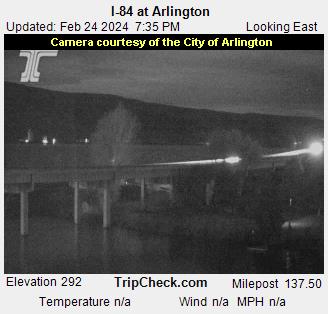 I-84 at Arlington
Updated: Feb 24 2024 7:35 PM Looking East
Camera courtesy of the City of Arlington
Elevation 292 TripCheck.com Milepost 137.50
Temperature n/a Wind n/a MPH n/a